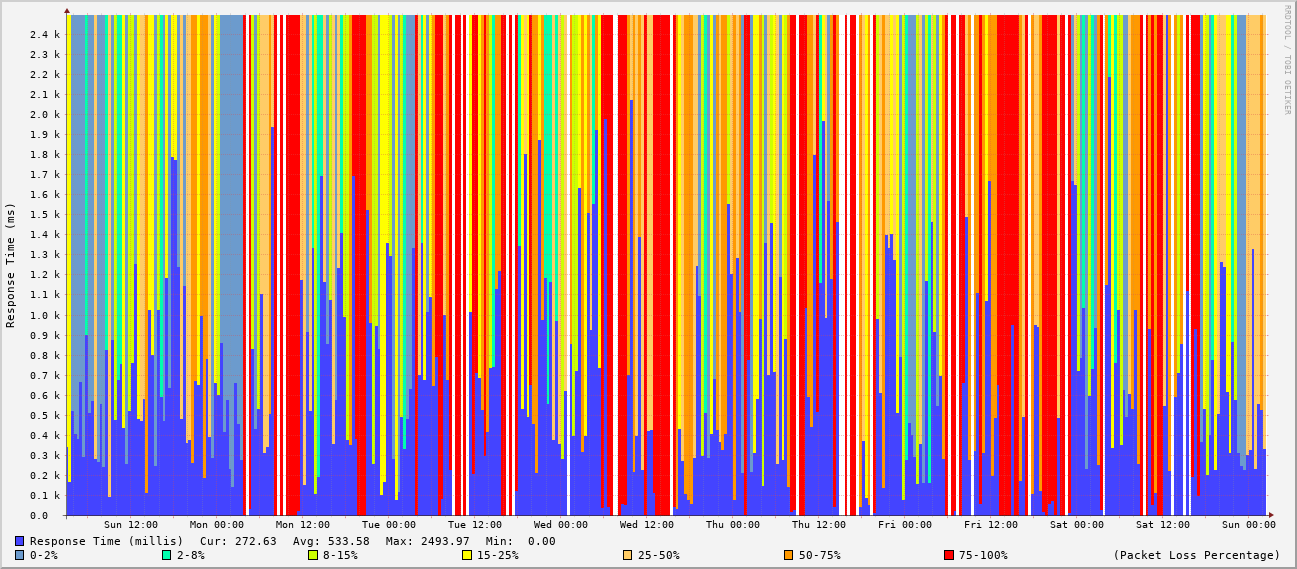 RRDTOOL / TOBI OETIKER
Response Time (ms)
2.4 k
2.3 k
2.2 k
2.1 k
2.0 k
1.9 k
1.8 k
1.7 k
1.6 k
1.5 k
1.4 k
1.3 k
1.2 k
1.1 k
1.0 k
0.9 k
0.8 k
0.7 k
0.6 k
0.5 k
0.4 k
0.3 k
0.2 k
0.1 k
0.0
Sun 12:00 Mon 00:00 Mon 12:00 Tue 00:00 Tue 12:00 Wed 00:00 Wed 12:00 Thu 00:00 Thu 12:00 Fri 00:00 Fri 12:00 Sat 00:00 Sat 12:00 Sun 00:00
Response Time (millis) Cur: 272.63 Avg: 533.58 Max: 2493.97 Min: 0.00
0-2% 2-8% 8-15% 15-25% 25-50% 50-75% 75-100% (Packet Loss Percentage)